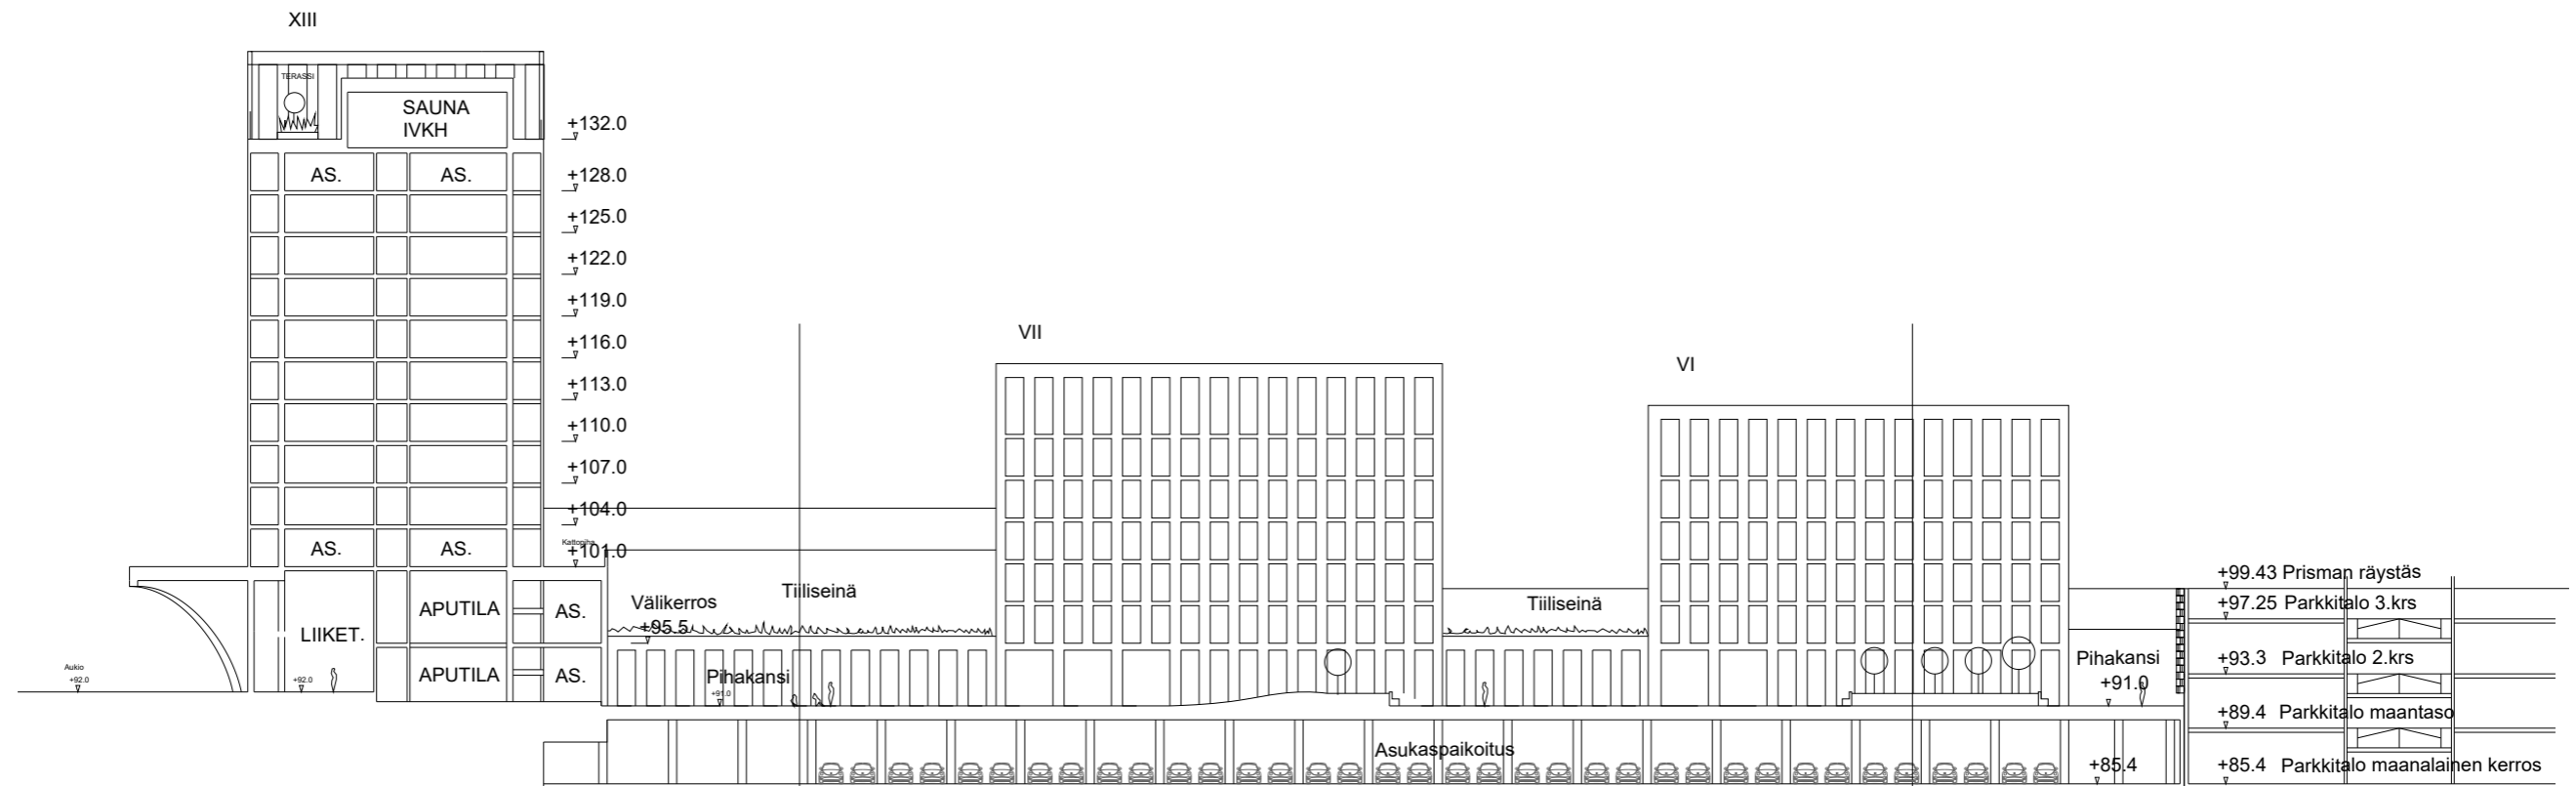 XIII
TERASSI
SAUNA
IVKH
+132.0
AS.
AS.
+128.0
+125.0
+122.0
+119.0
+116.0
+113.0
+110.0
+107.0
+104.0
AS.
AS.
Kattopiha
+101.0
VII
VI
APUTILA
AS.
LIIKET.
APUTILA
AS.
Aukio
+92.0
+92.0
Välikerros
+95.5
Tiiliseinä
Pihakansi
+91.0
Tiiliseinä
Pihakansi
+91.0
Asukaspaikoitus
+85.4
+99.43 Prisman räystäs
+97.25 Parkkitalo 3.krs
+93.3 Parkkitalo 2.krs
+89.4 Parkkitalo maantaso
+85.4 Parkkitalo maanalainen kerros